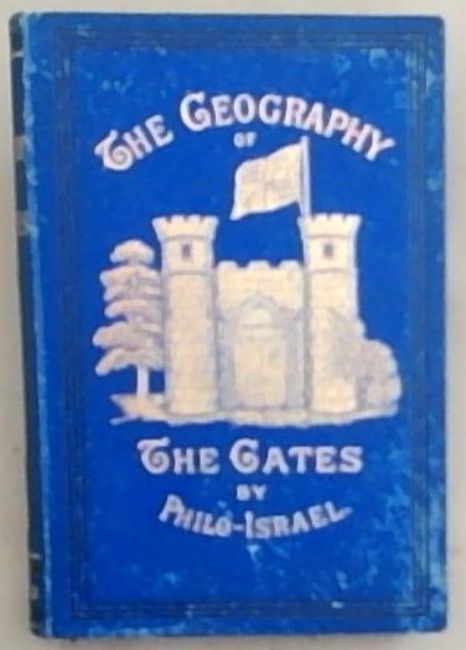 THE GEOGRAPHY
OF
THE GATES
BY
PHILO-ISRAEL